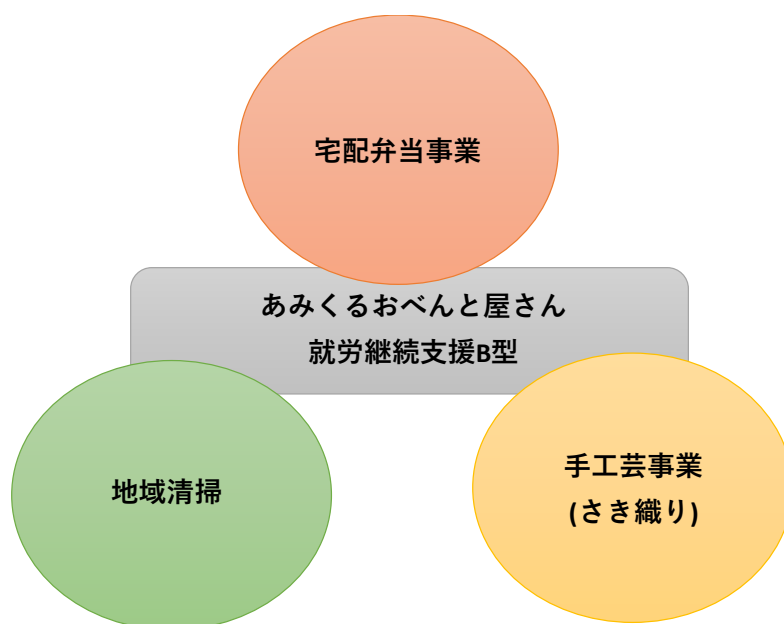 宅配弁当事業
あみくるおべんと屋さん
就労継続支援B型
地域清掃
手工芸事業
(さき織り)